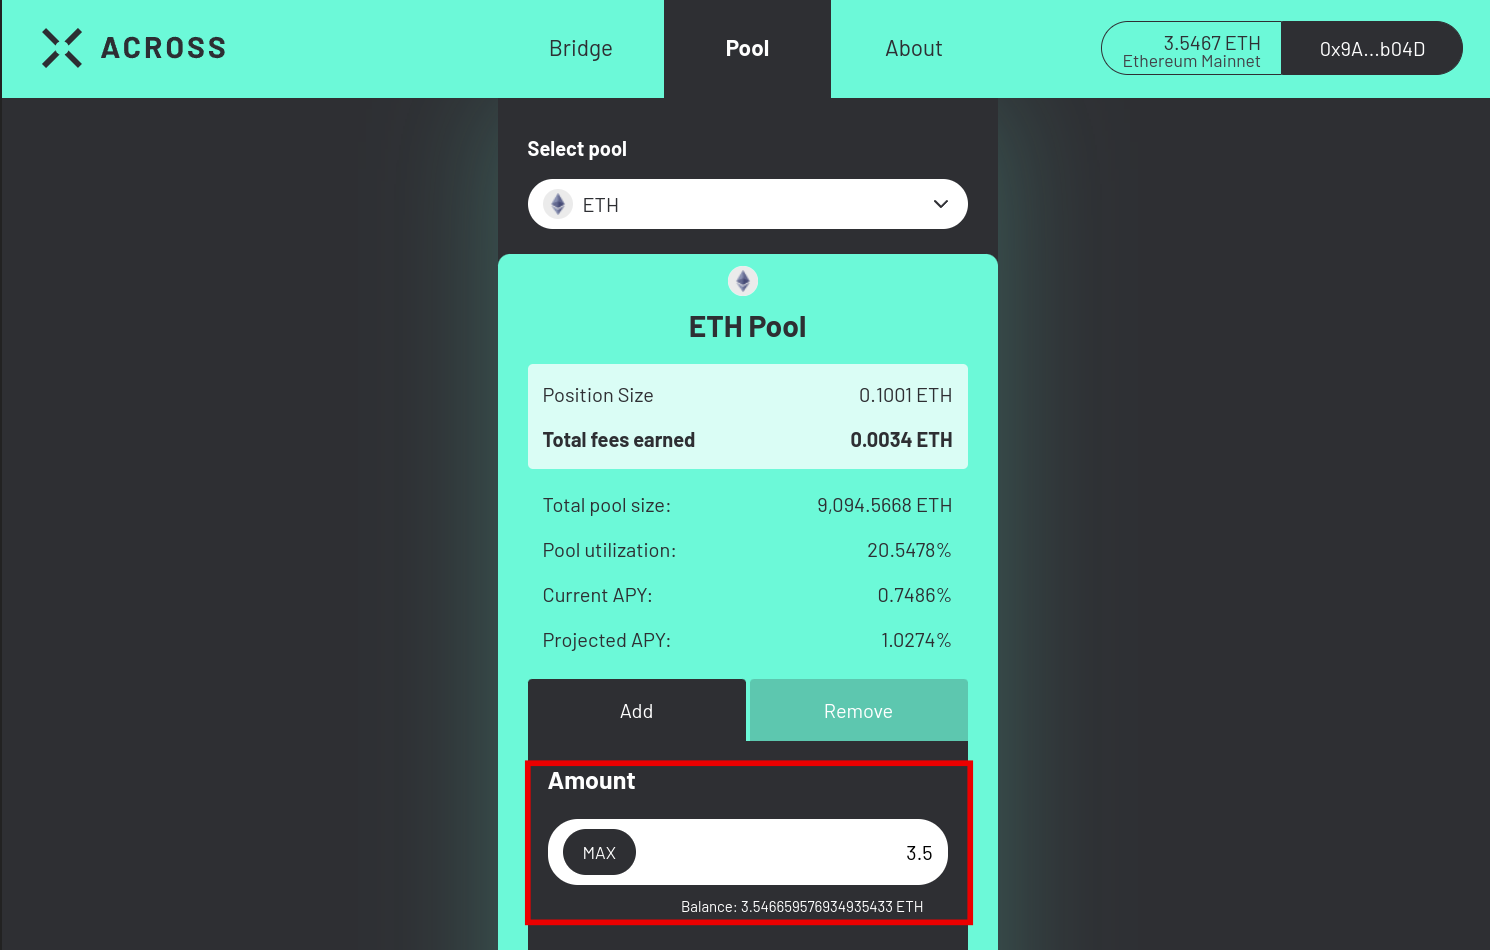 ACROSS
Bridge
Pool
About
3.5467 ETH
Ethereum Mainnet
0x9A...b04D
Select pool
ETH
ETH Pool
Position Size 0.1001 ETH
Total fees earned 0.0034 ETH
Total pool size: 9,094.5668 ETH
Pool utilization: 20.5478%
Current APY: 0.7486%
Projected APY: 1.0274%
Add Remove
Amount
MAX 3.5
Balance: 3.546659576934935433 ETH